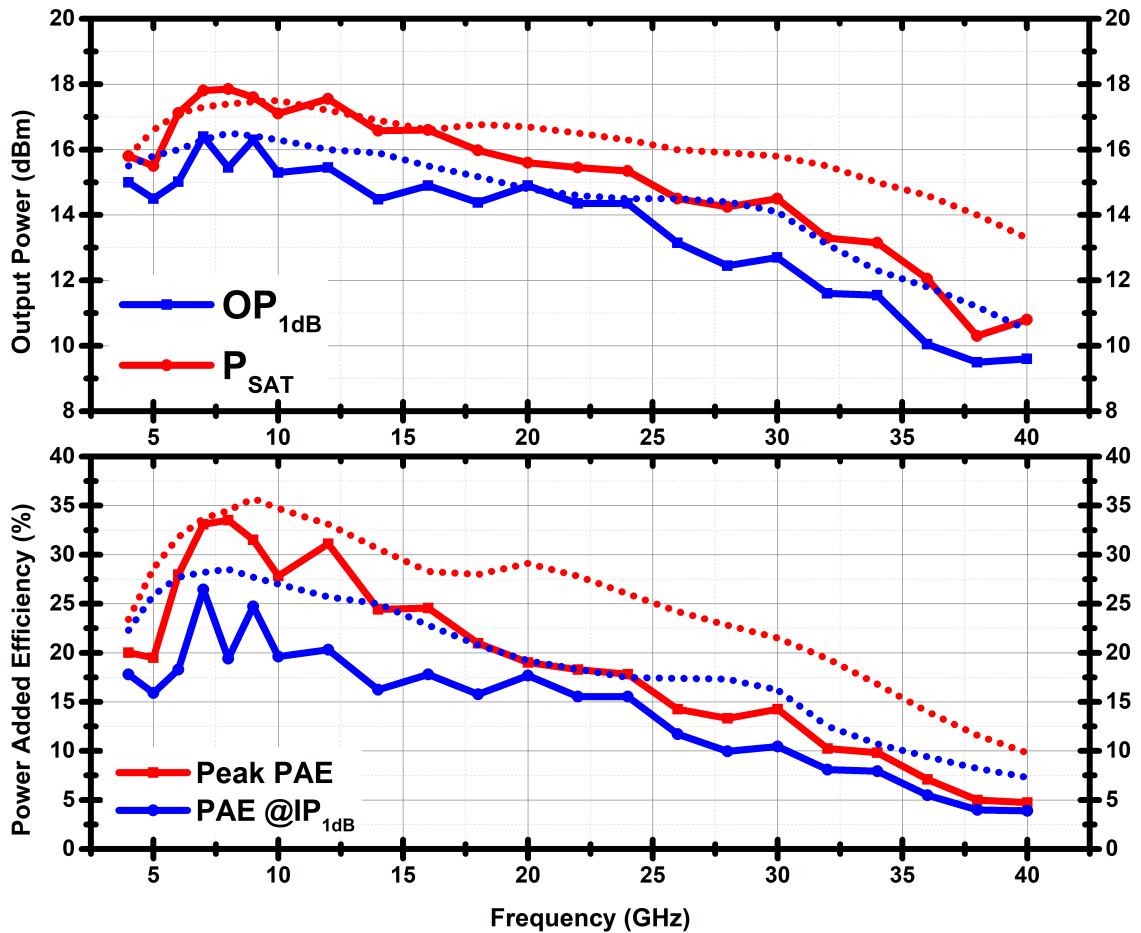 20 20
18 18
16 16
14 14
12 12
10 10
8 8
Output Power (dBm)
OP1dB
PSAT
5 10 15 20 25 30 35 40
40 40
35 35
30 30
25 25
20 20
15 15
10 10
5 5
0 0
Power Added Efficiency (%)
Peak PAE
PAE @IP1dB
5 10 15 20 25 30 35 40
Frequency (GHz)